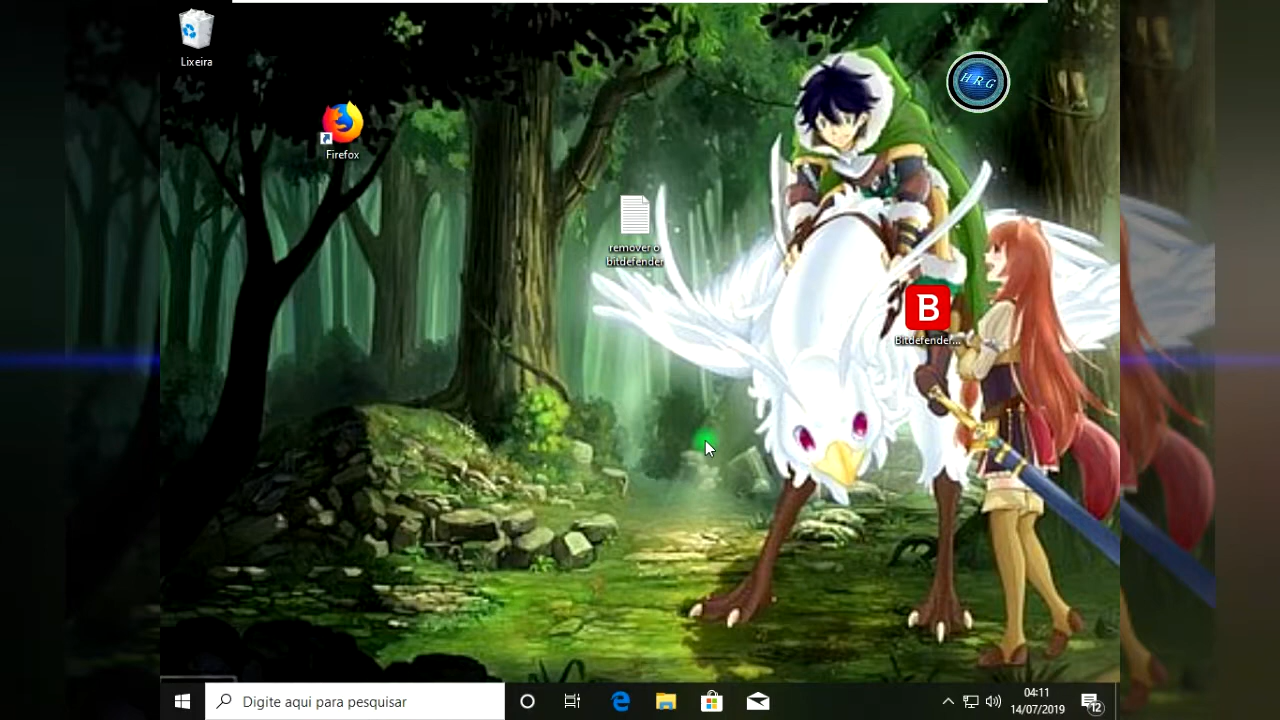 Lixeira
HRG
Firefox
remover o
bitdefender
B
Bitdefender...
Digite aqui para pesquisar
04:11
14/07/2019
12